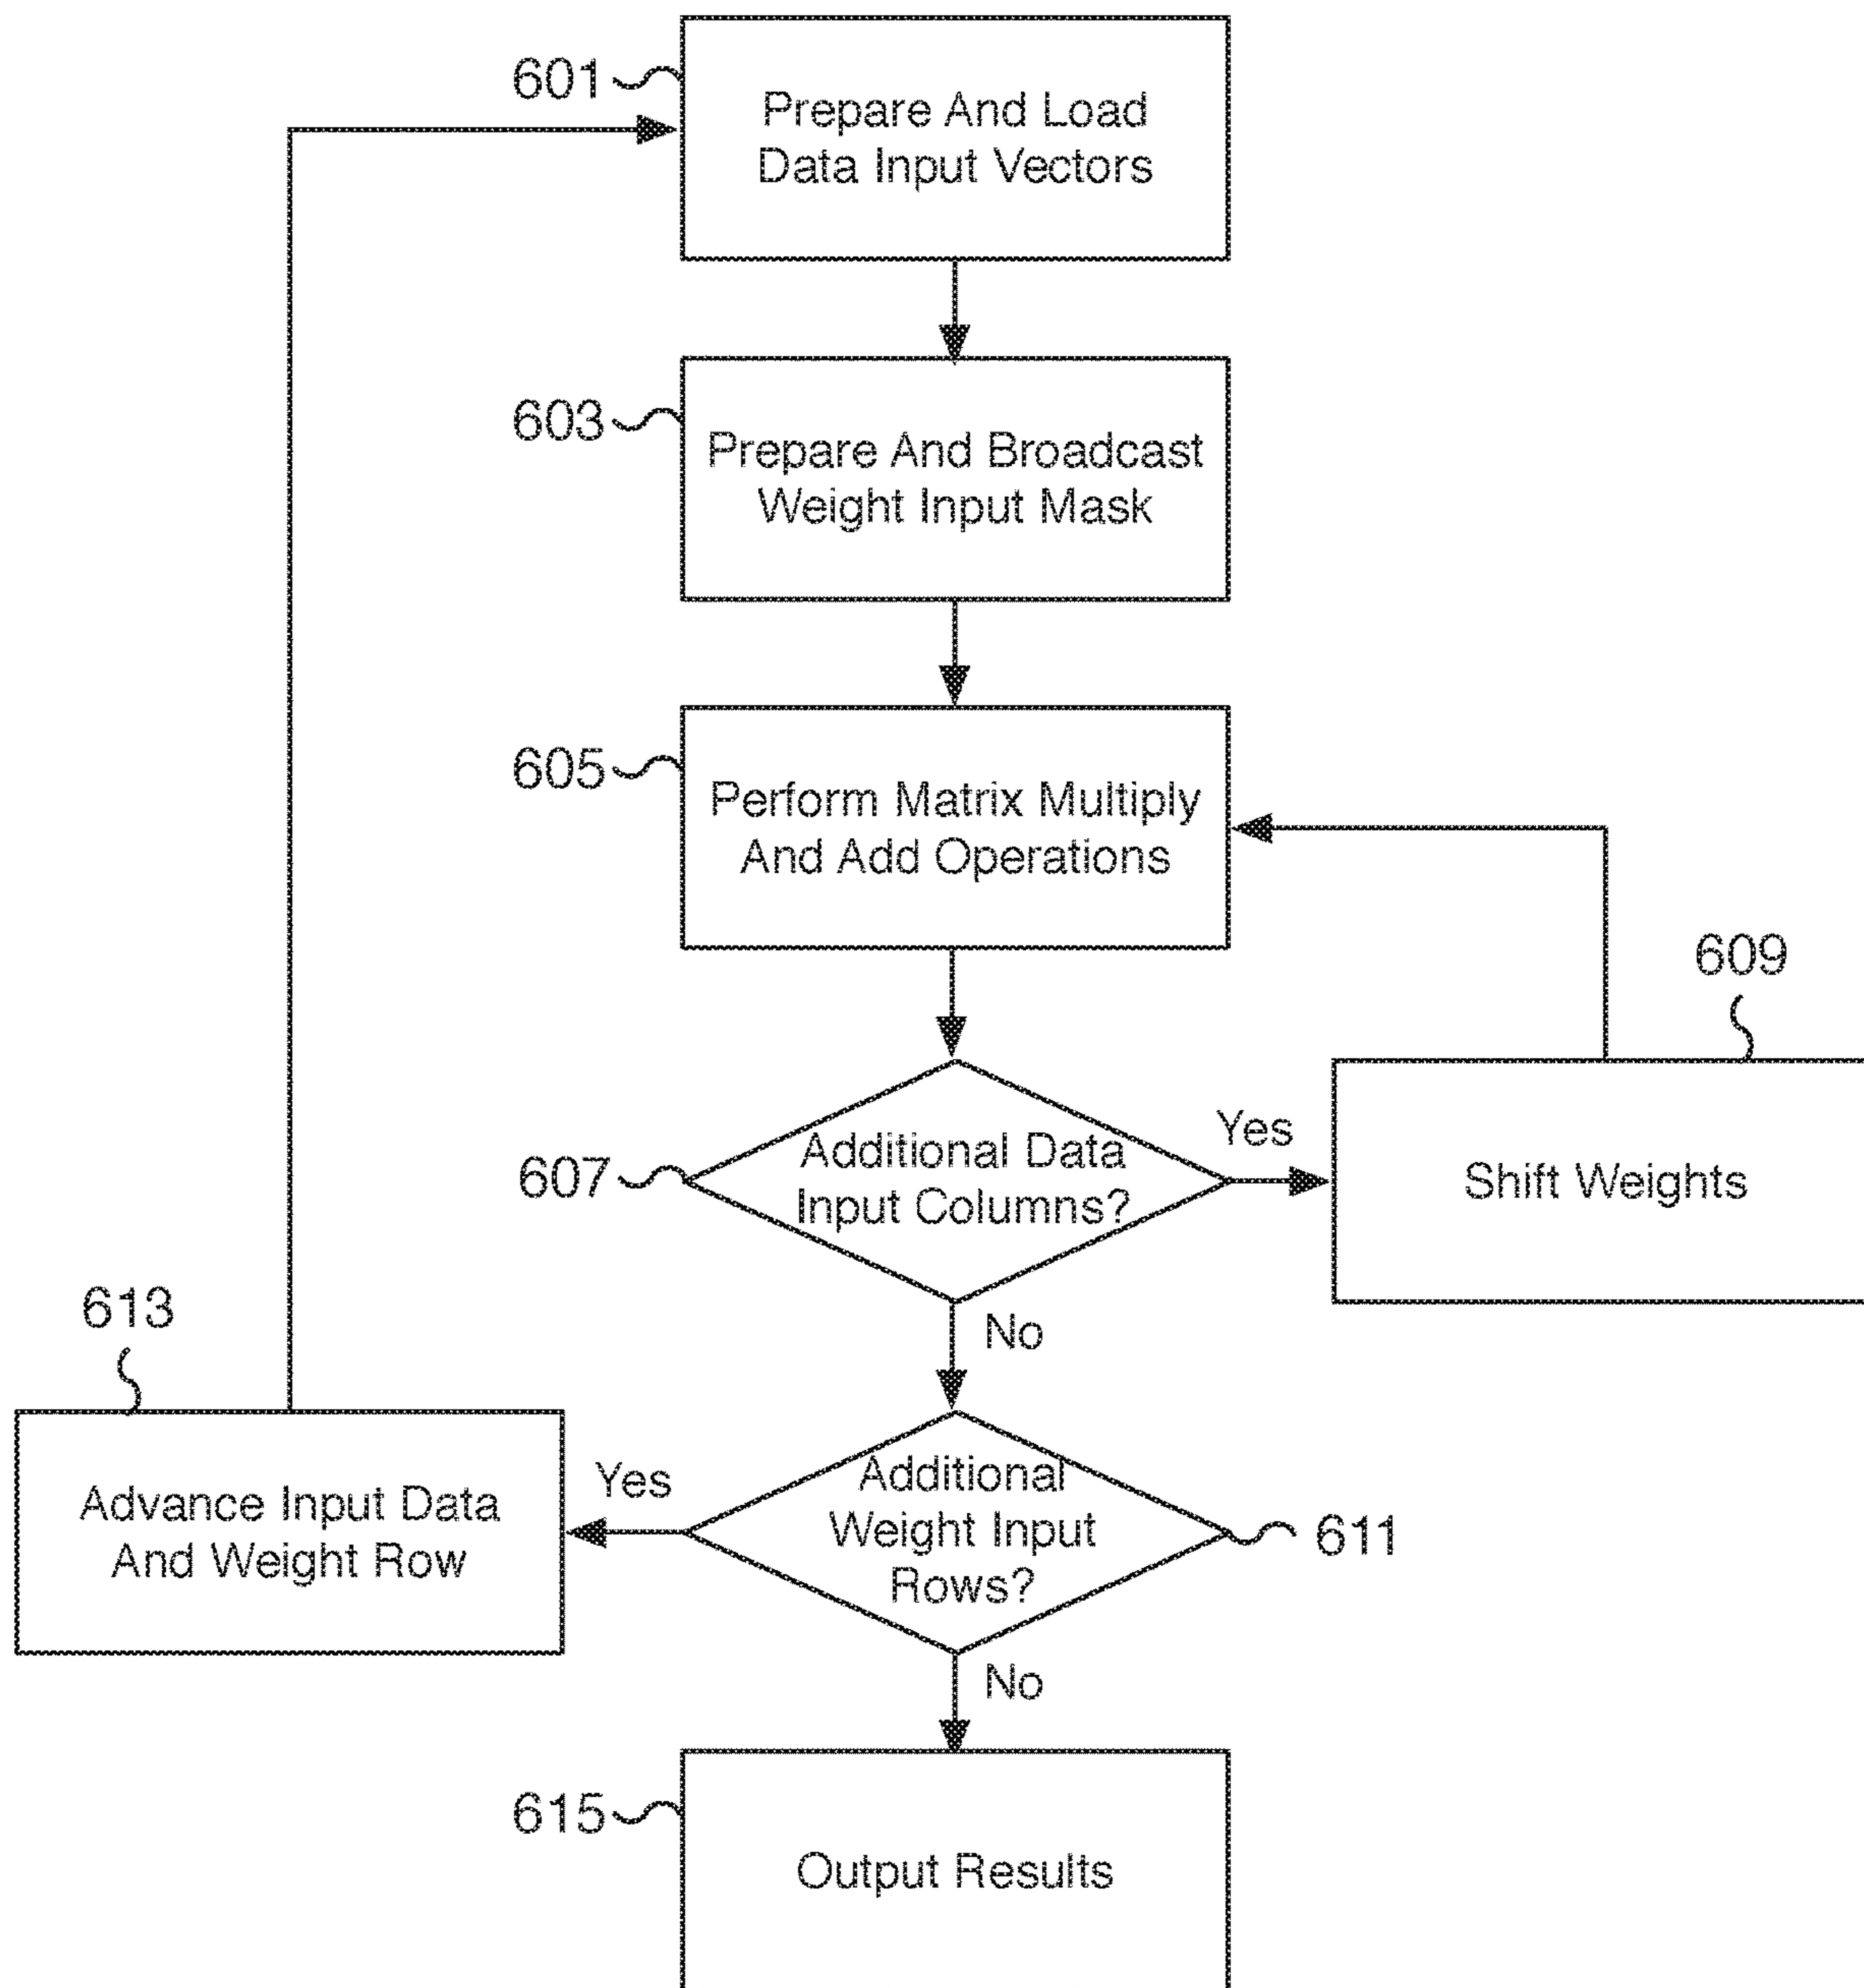 601
Prepare And Load
Data Input Vectors
603
Prepare And Broadcast
Weight Input Mask
605
Perform Matrix Multiply
And Add Operations
609
607
Additional Data
Input Columns?
Yes
Shift Weights
No
613
Advance Input Data
And Weight Row
Yes
Additional
Weight Input
Rows?
611
No
615
Output Results